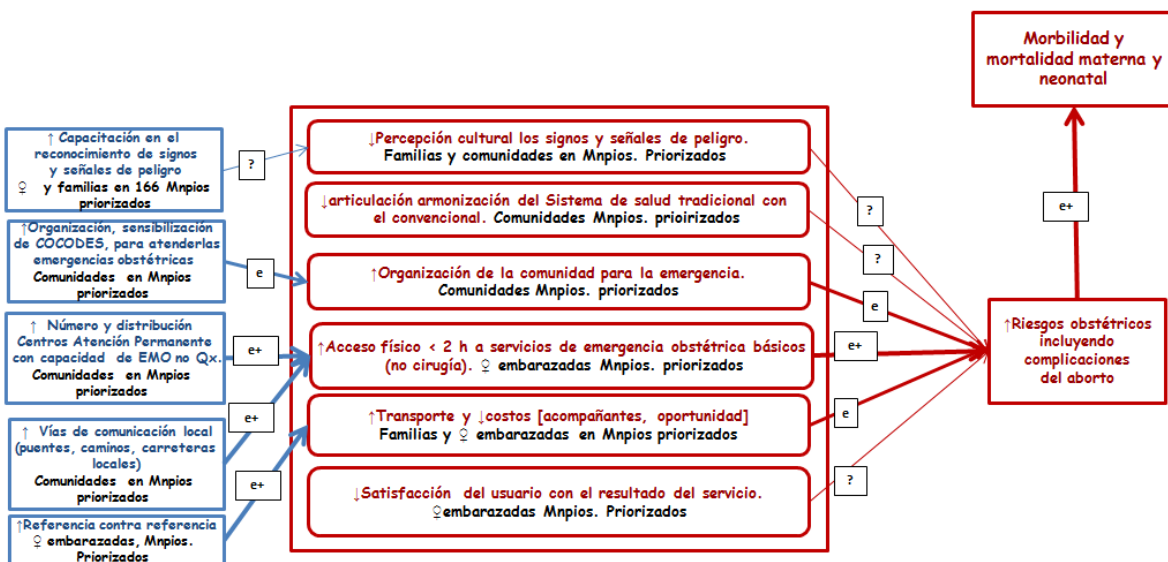 Morbilidad y
mortalidad materna y
neonatal
↑ Capacitación en el
reconocimiento de signos
y señales de peligro
♀ y familias en 166 Mnpios
priorizados
?
↓Percepción cultural los signos y señales de peligro.
Familias y comunidades en Mnpios. Priorizados
e+
↓articulación armonización del Sistema de salud tradicional con
el convencional. Comunidades Mnpios. prioirizados
?
?
↑Organización, sensibilización
de COCODES, para atenderlas
emergencias obstétricas
Comunidades en Mnpios
priorizados
e
↑Organización de la comunidad para la emergencia.
Comunidades Mnpios. priorizados
e
↑ Número y distribución
Centros Atención Permanente
con capacidad de EMO no Qx.
Comunidades en Mnpios
priorizados
e+
↑Acceso físico < 2 h a servicios de emergencia obstétrica básicos
(no cirugía). ♀ embarazadas Mnpios. priorizados
e+
↑Riesgos obstétricos
incluyendo
complicaciones
del aborto
↑ Vías de comunicación local
(puentes, caminos, carreteras
locales)
Comunidades en Mnpios
priorizados
e+
↑Transporte y ↓costos [acompañantes, oportunidad]
Familias y ♀ embarazadas en Mnpios priorizados
e
↑Referencia contra referencia
♀ embarazadas, Mnpios.
Priorizados
e+
↓Satisfacción del usuario con el resultado del servicio.
♀embarazadas Mnpios. Priorizados
?